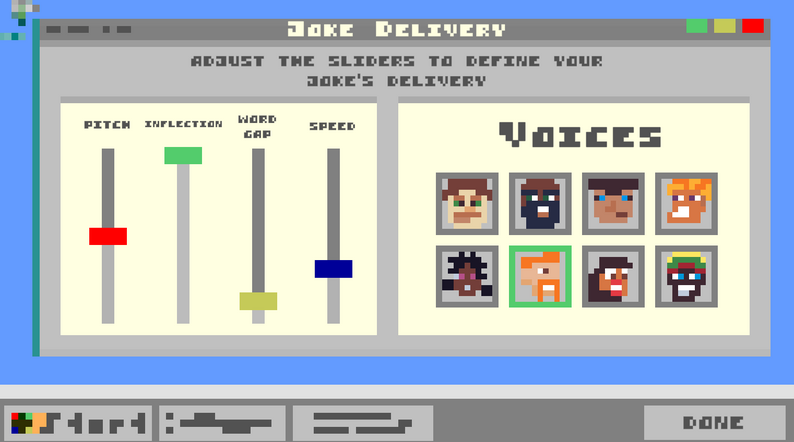 Joke Delivery
ADJUST THE SLIDERS TO DEFINE YOUR
JOKE'S DELIVERY
PITCH
INFLECTION
WORD
GAP
SPEED
Voices
DONE